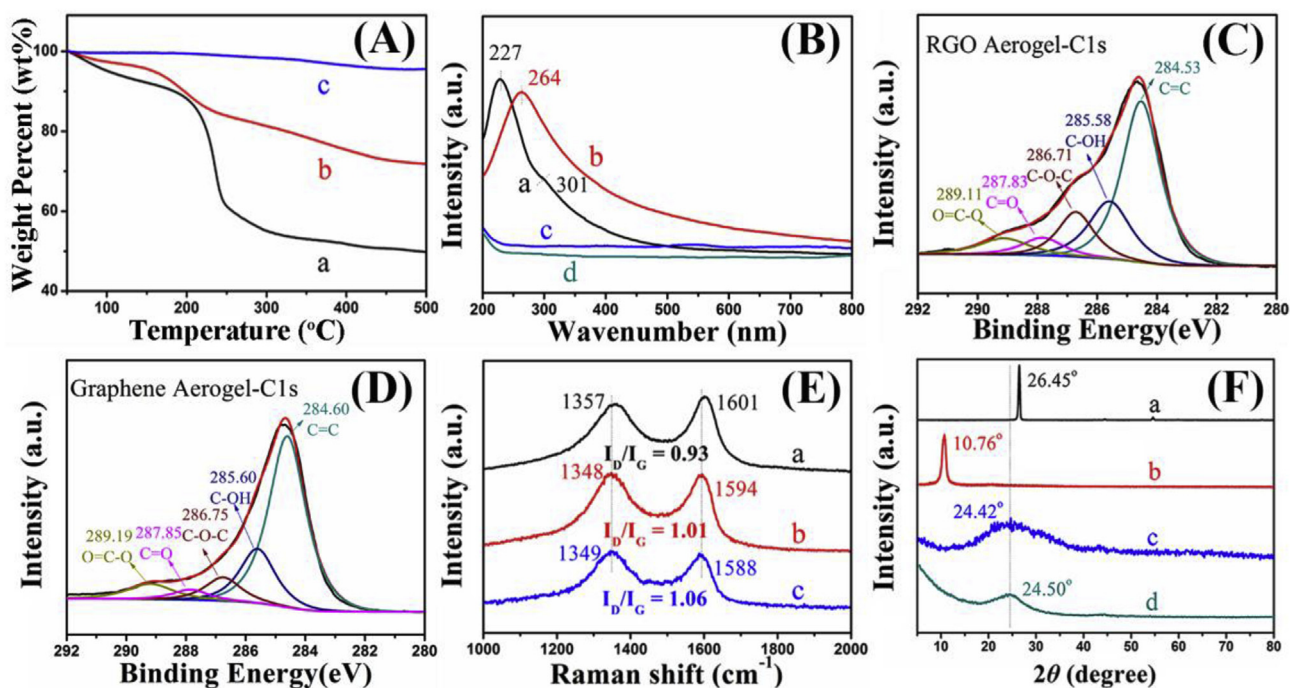 (A)
Weight Percent (wt%)
100
80
60
40
c
b
a
100
200
300
400
500
Temperature (°C)
(B)
Intensity (a.u.)
227
264
b
a
301
c
d
200
300
400
500
600
700
800
Wavenumber (nm)
(C)
RGO Aerogel-C1s
Intensity (a.u.)
284.53
C=C
285.58
C-OH
286.71
C-O-C
287.83
C=O
289.11
O=C-O
292
290
288
286
284
282
280
Binding Energy(eV)
(D)
Graphene Aerogel-C1s
Intensity (a.u.)
284.60
C=C
285.60
C-OH
286.75
C-O-C
287.85
C=O
289.19
O=C-O
292
290
288
286
284
282
280
Binding Energy(eV)
(E)
Intensity (a.u.)
1357
1601
a
I_D/I_G = 0.93
1348
1594
b
I_D/I_G = 1.01
1349
1588
c
I_D/I_G = 1.06
1000
1200
1400
1600
1800
2000
Raman shift (cm⁻¹)
(F)
Intensity (a.u.)
26.45°
a
10.76°
b
24.42°
c
24.50°
d
10
20
30
40
50
60
70
80
2θ (degree)